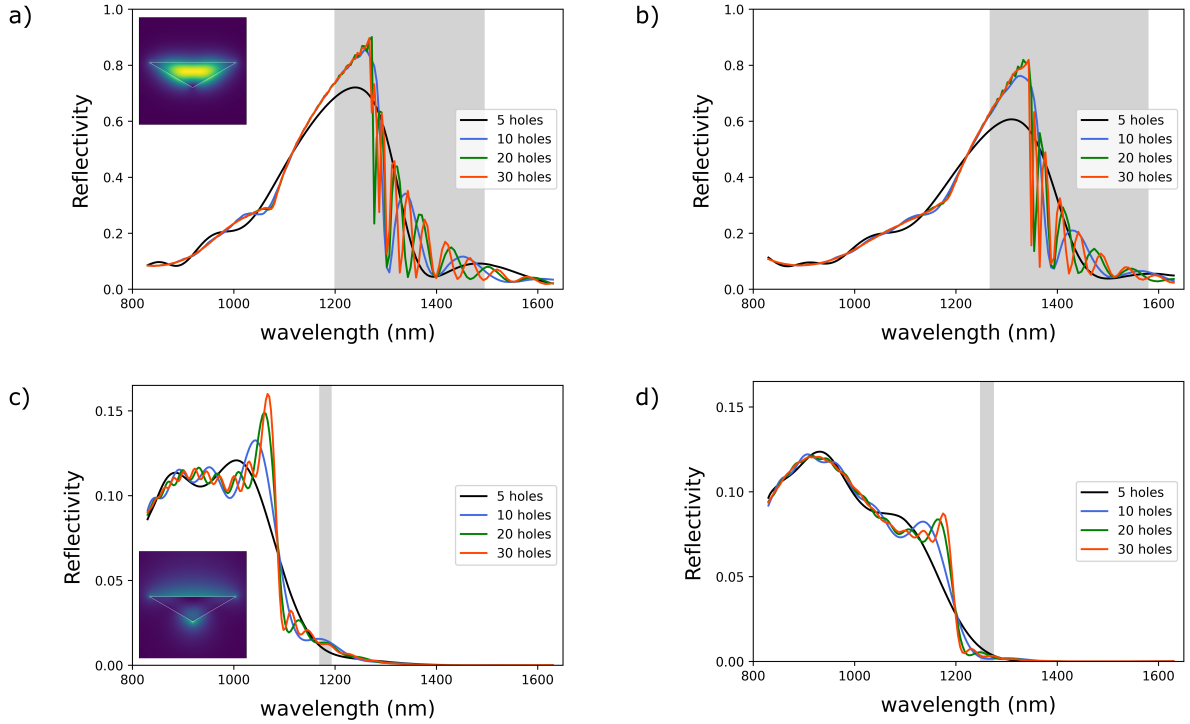 a)
1.0
0.8
0.6
0.4
0.2
0.0
Reflectivity
800 1000 1200 1400 1600
wavelength (nm)
5 holes
10 holes
20 holes
30 holes
b)
1.0
0.8
0.6
0.4
0.2
0.0
Reflectivity
800 1000 1200 1400 1600
wavelength (nm)
5 holes
10 holes
20 holes
30 holes
c)
0.15
0.10
0.05
0.00
Reflectivity
800 1000 1200 1400 1600
wavelength (nm)
5 holes
10 holes
20 holes
30 holes
d)
0.15
0.10
0.05
0.00
Reflectivity
800 1000 1200 1400 1600
wavelength (nm)
5 holes
10 holes
20 holes
30 holes